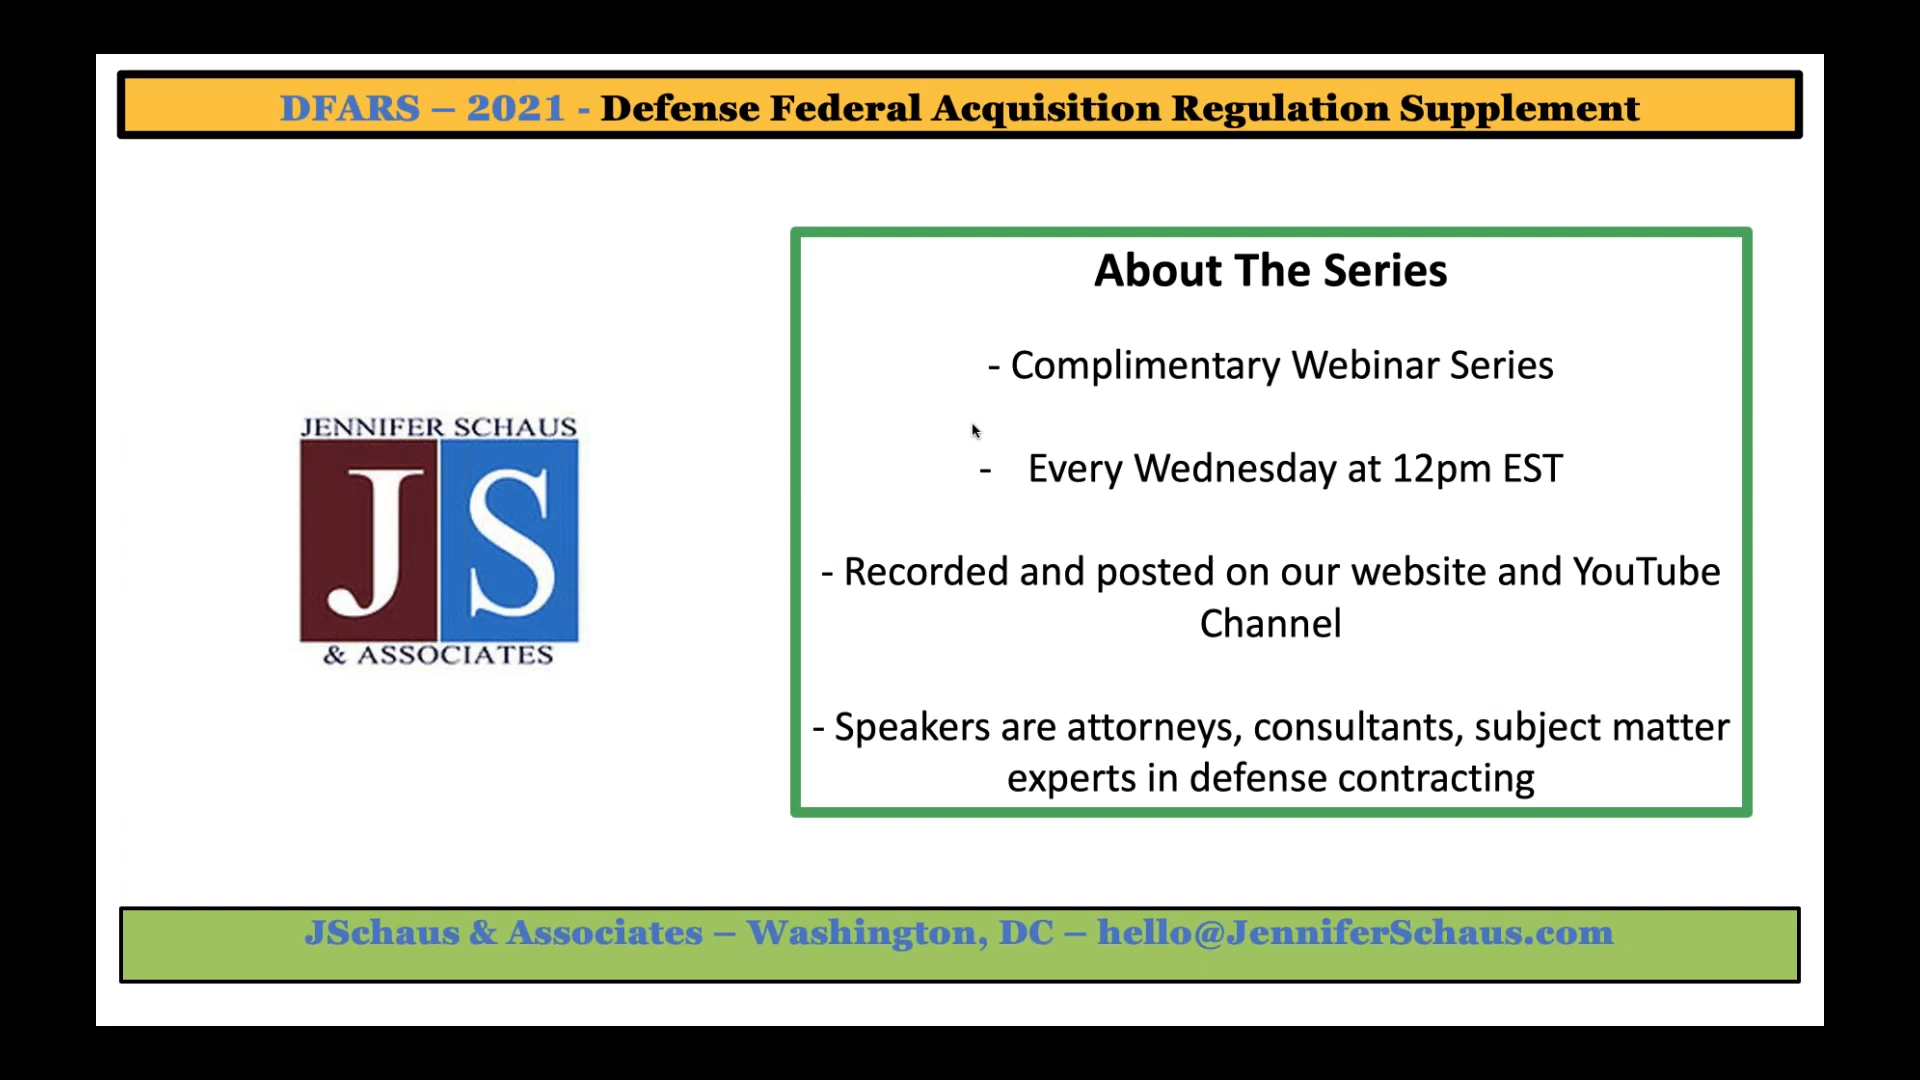 DFARS – 2021 - Defense Federal Acquisition Regulation Supplement
JENNIFER SCHAUS
JS
& ASSOCIATES
About The Series
- Complimentary Webinar Series
- Every Wednesday at 12pm EST
- Recorded and posted on our website and YouTube
Channel
- Speakers are attorneys, consultants, subject matter
experts in defense contracting
JSchaus & Associates – Washington, DC – hello@JenniferSchaus.com